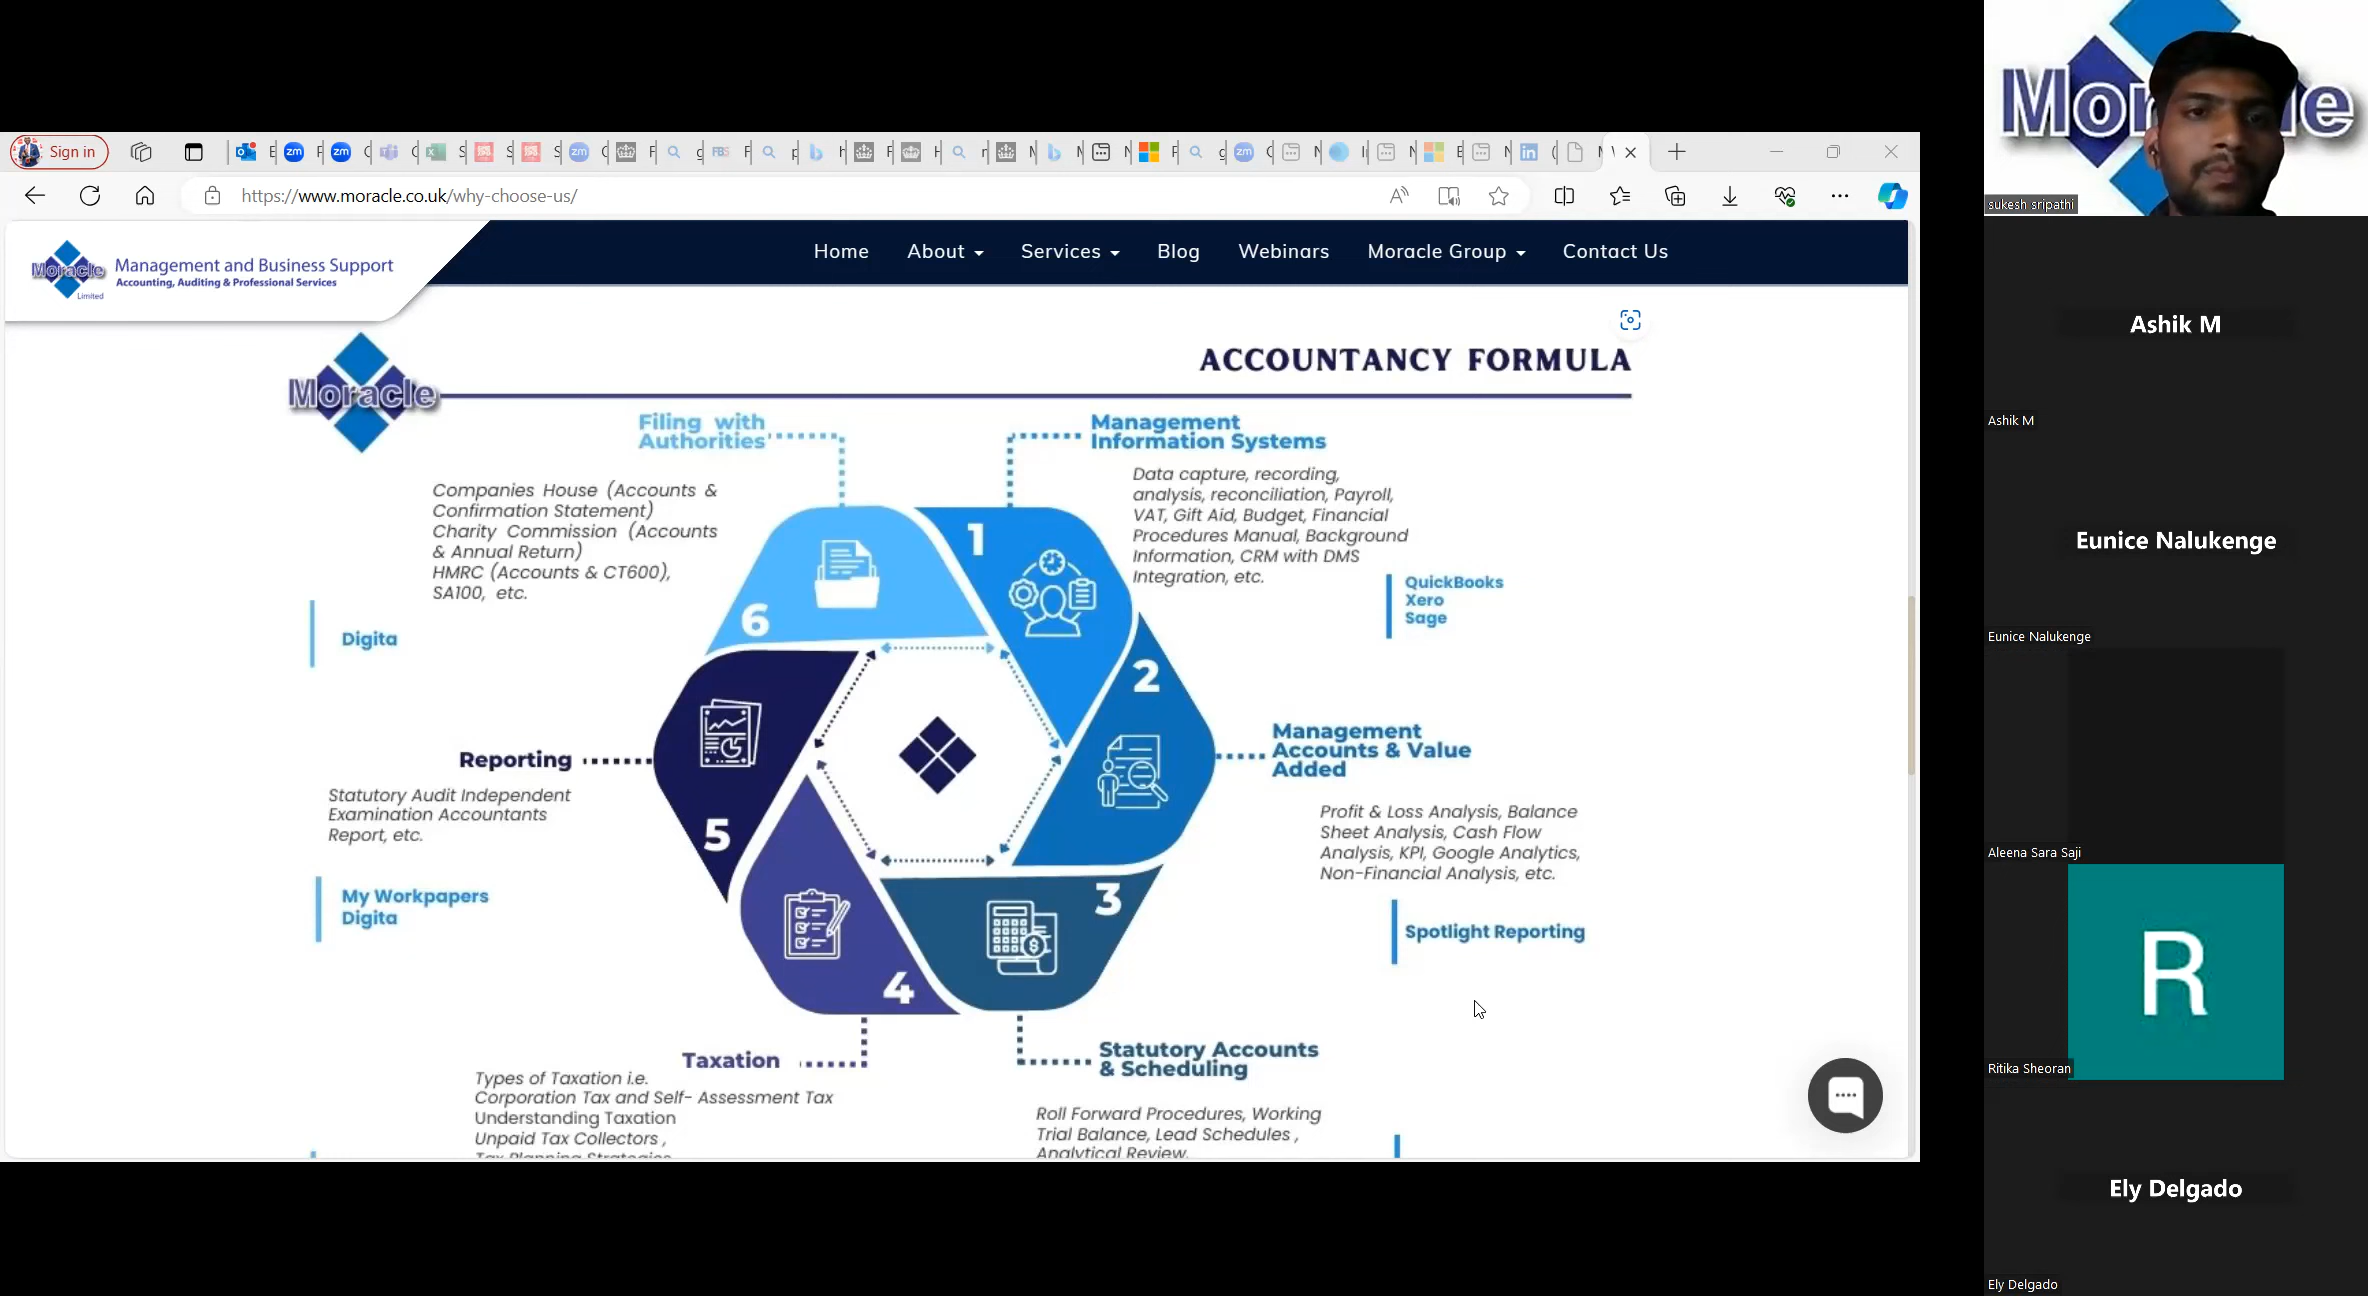 Sign in
https://www.moracle.co.uk/why-choose-us/
Moracle
Limited
Management and Business Support
Accounting, Auditing & Professional Services
Home
About
Services
Blog
Webinars
Moracle Group
Contact Us
Moracle
ACCOUNTANCY FORMULA
Filing with
Authorities
Companies House (Accounts &
Confirmation Statement)
Charity Commission (Accounts
& Annual Return)
HMRC (Accounts & CT600),
SA100, etc.
Digita
6
1
Management
Information Systems
Data capture, recording,
analysis, reconciliation, Payroll,
VAT, Gift Aid, Budget, Financial
Procedures Manual, Background
Information, CRM with DMS
Integration, etc.
QuickBooks
Xero
Sage
2
Management
Accounts & Value
Added
Profit & Loss Analysis, Balance
Sheet Analysis, Cash Flow
Analysis, KPI, Google Analytics,
Non-Financial Analysis, etc.
Spotlight Reporting
Reporting
Statutory Audit Independent
Examination Accountants
Report, etc.
My Workpapers
Digita
5
4
3
Taxation
Types of Taxation i.e.
Corporation Tax and Self- Assessment Tax
Understanding Taxation
Unpaid Tax Collectors ,
Tax Planning Strategies
Statutory Accounts
& Scheduling
Roll Forward Procedures, Working
Trial Balance, Lead Schedules ,
Analytical Review,
sukesh sripathi
Ashik M
Ashik M
Eunice Nalukenge
Eunice Nalukenge
Aleena Sara Saji
R
Ritika Sheoran
Ely Delgado
Ely Delgado